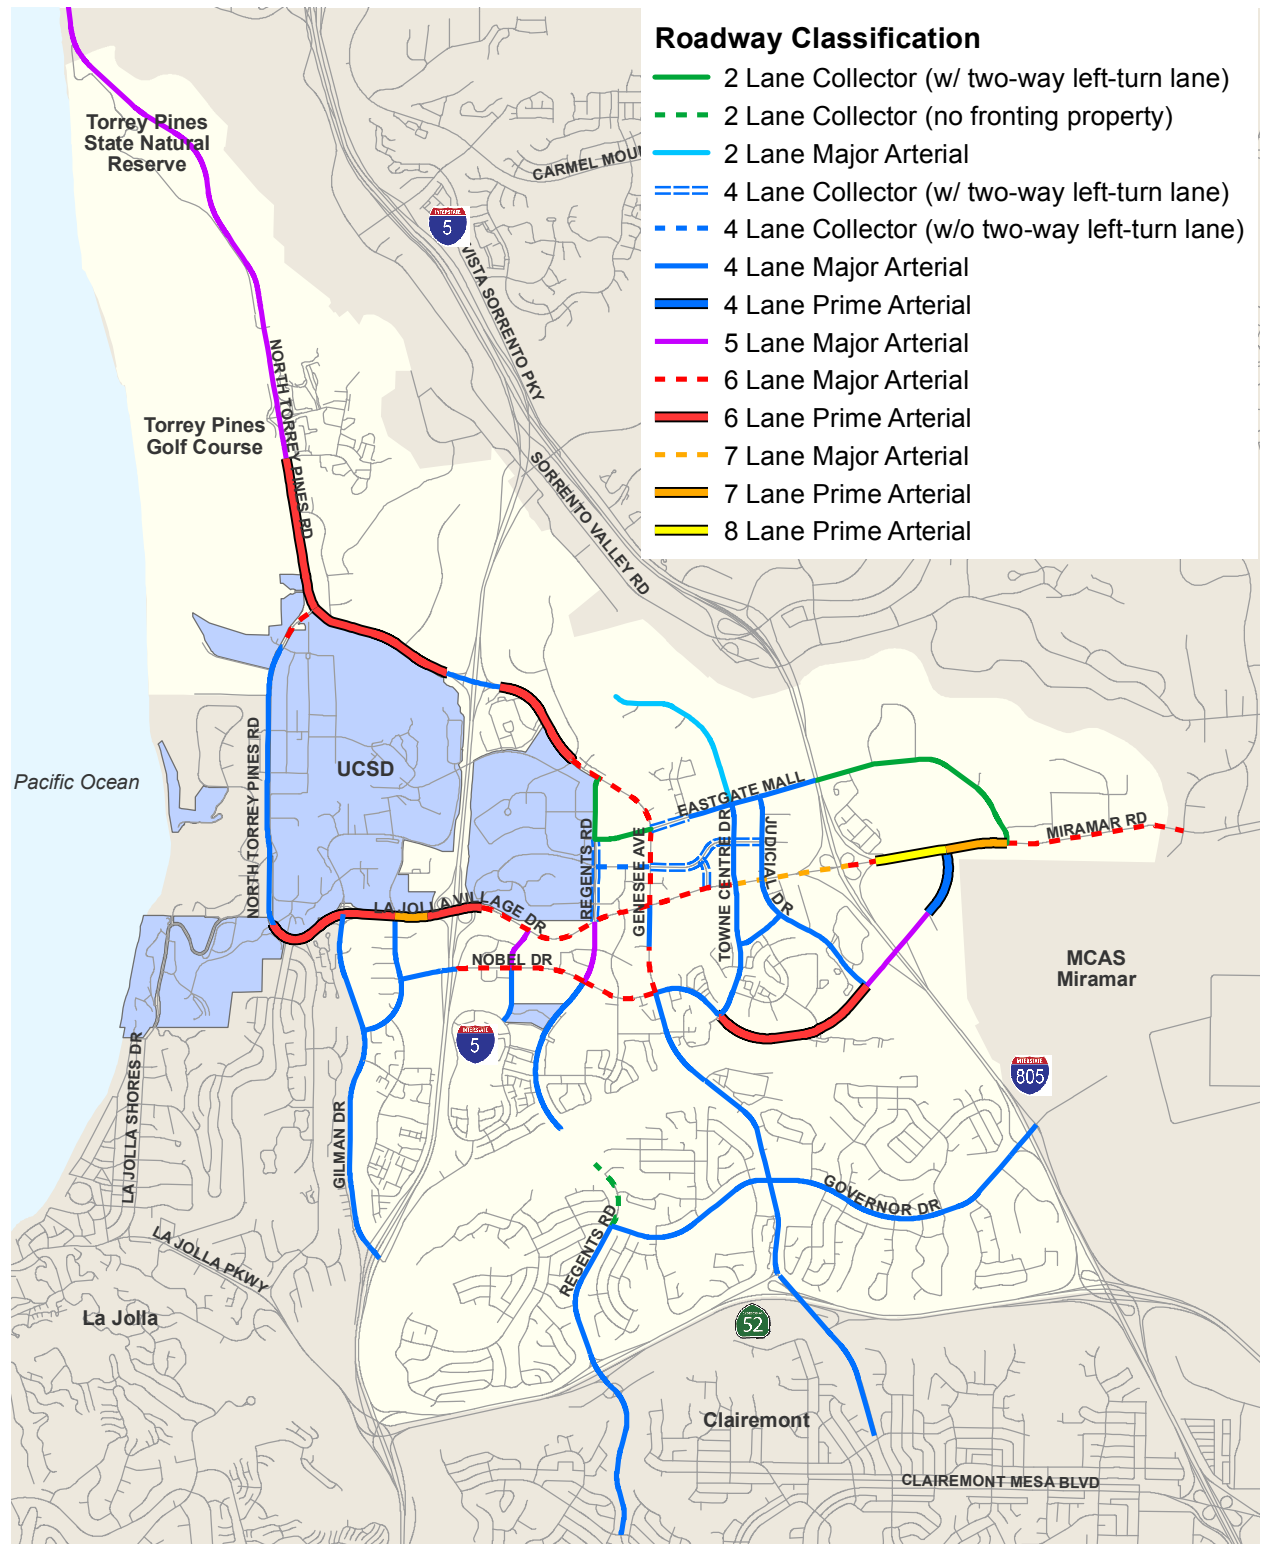 Roadway Classification
2 Lane Collector (w/ two-way left-turn lane)
2 Lane Collector (no fronting property)
2 Lane Major Arterial
4 Lane Collector (w/ two-way left-turn lane)
4 Lane Collector (w/o two-way left-turn lane)
4 Lane Major Arterial
4 Lane Prime Arterial
5 Lane Major Arterial
6 Lane Major Arterial
6 Lane Prime Arterial
7 Lane Major Arterial
7 Lane Prime Arterial
8 Lane Prime Arterial
Torrey Pines
State Natural
Reserve
CARMEL MOUN
INTERSTATE
5
VISTA SORRENTO PKY
NORTH TORREY PINES RD
Torrey Pines
Golf Course
SORRENTO VALLEY RD
Pacific Ocean
UCSD
NORTH TORREY PINES RD
EASTGATE MALL
MIRAMAR RD
REGENTS RD
GENESEE AVE
TOWNE CENTRE DR
JUDICIAL DR
LA JOLLA VILLAGE DR
NOBEL DR
MCAS
Miramar
INTERSTATE
5
INTERSTATE
805
LA JOLLA SHORES DR
GILMAN DR
GOVERNOR DR
REGENTS RD
LA JOLLA PKWY
La Jolla
52
Clairemont
CLAIREMONT MESA BLVD